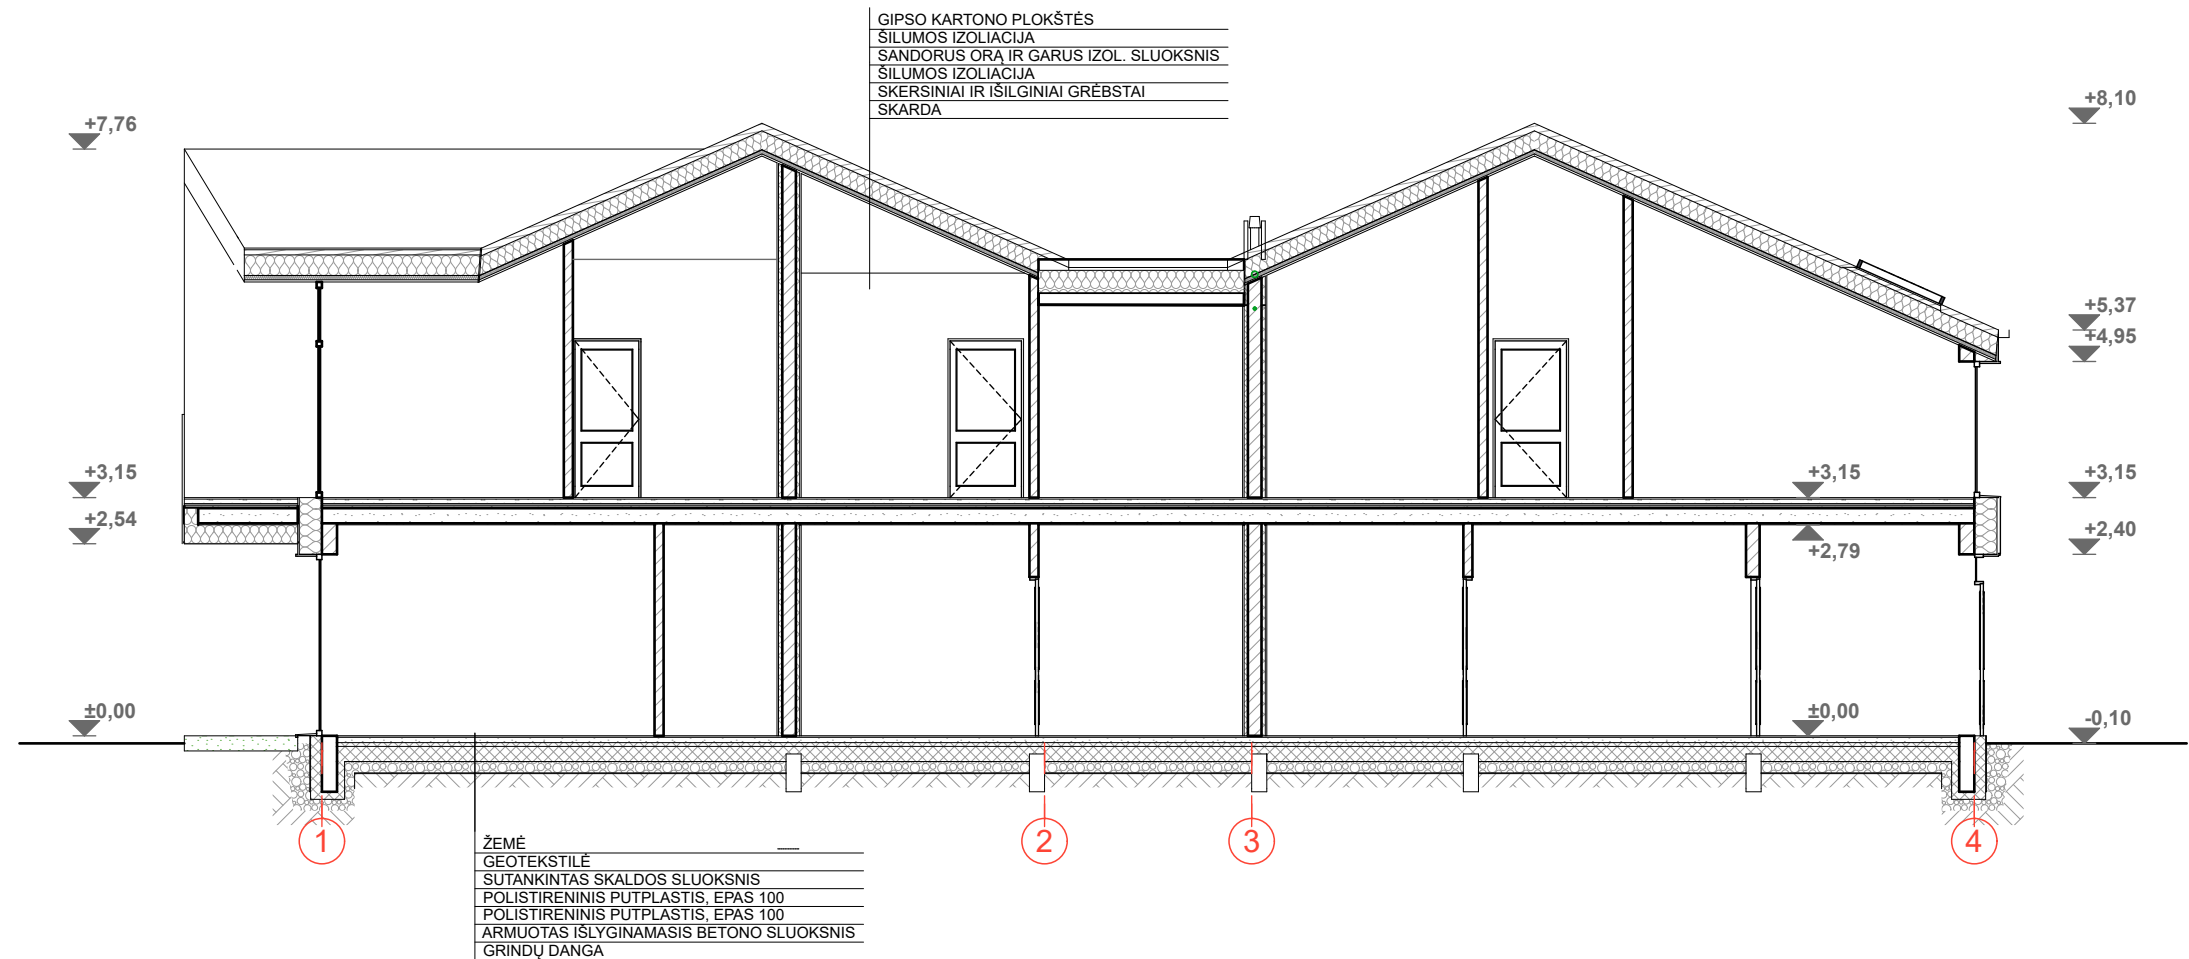 GIPSO KARTONO PLOKŠTĖS
ŠILUMOS IZOLIACIJA
SANDORUS ORĄ IR GARUS IZOL. SLUOKSNIS
ŠILUMOS IZOLIACIJA
SKERSINIAI IR IŠILGINIAI GRĖBSTAI
SKARDA
+7,76
+8,10
+5,37
+4,95
+3,15
+3,15
+3,15
+2,54
+2,40
+2,79
±0,00
±0,00
-0,10
1
2
3
4
ŽEMĖ
GEOTEKSTILĖ
SUTANKINTAS SKALDOS SLUOKSNIS
POLISTIRENINIS PUTPLASTIS, EPAS 100
POLISTIRENINIS PUTPLASTIS, EPAS 100
ARMUOTAS IŠLYGINAMASIS BETONO SLUOKSNIS
GRINDŲ DANGA